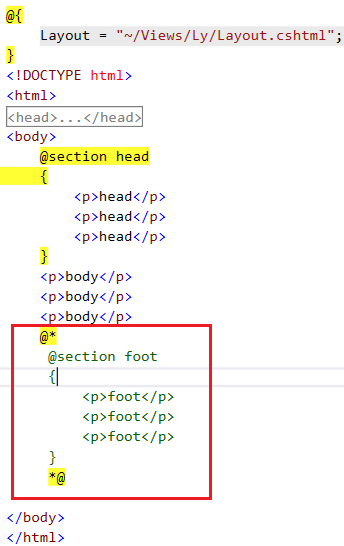 @{
Layout = "~/Views/Ly/Layout.cshtml";
}
<!DOCTYPE html>
<html>
<head>...</head>
<body>
@section head
{
<p>head</p>
<p>head</p>
<p>head</p>
}
<p>body</p>
<p>body</p>
<p>body</p>
@*
@section foot
{
<p>foot</p>
<p>foot</p>
<p>foot</p>
}
*@
</body>
</html>